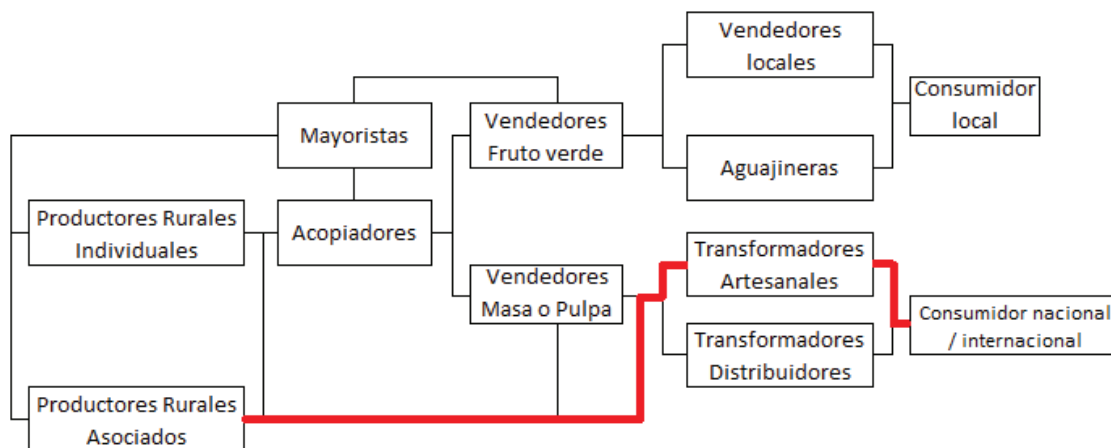 Vendedores
locales
Consumidor
local
Mayoristas
Vendedores
Fruto verde
Aguajineras
Productores Rurales
Individuales
Acopiadores
Transformadores
Artesanales
Vendedores
Masa o Pulpa
Consumidor nacional
/ internacional
Transformadores
Distribuidores
Productores Rurales
Asociados